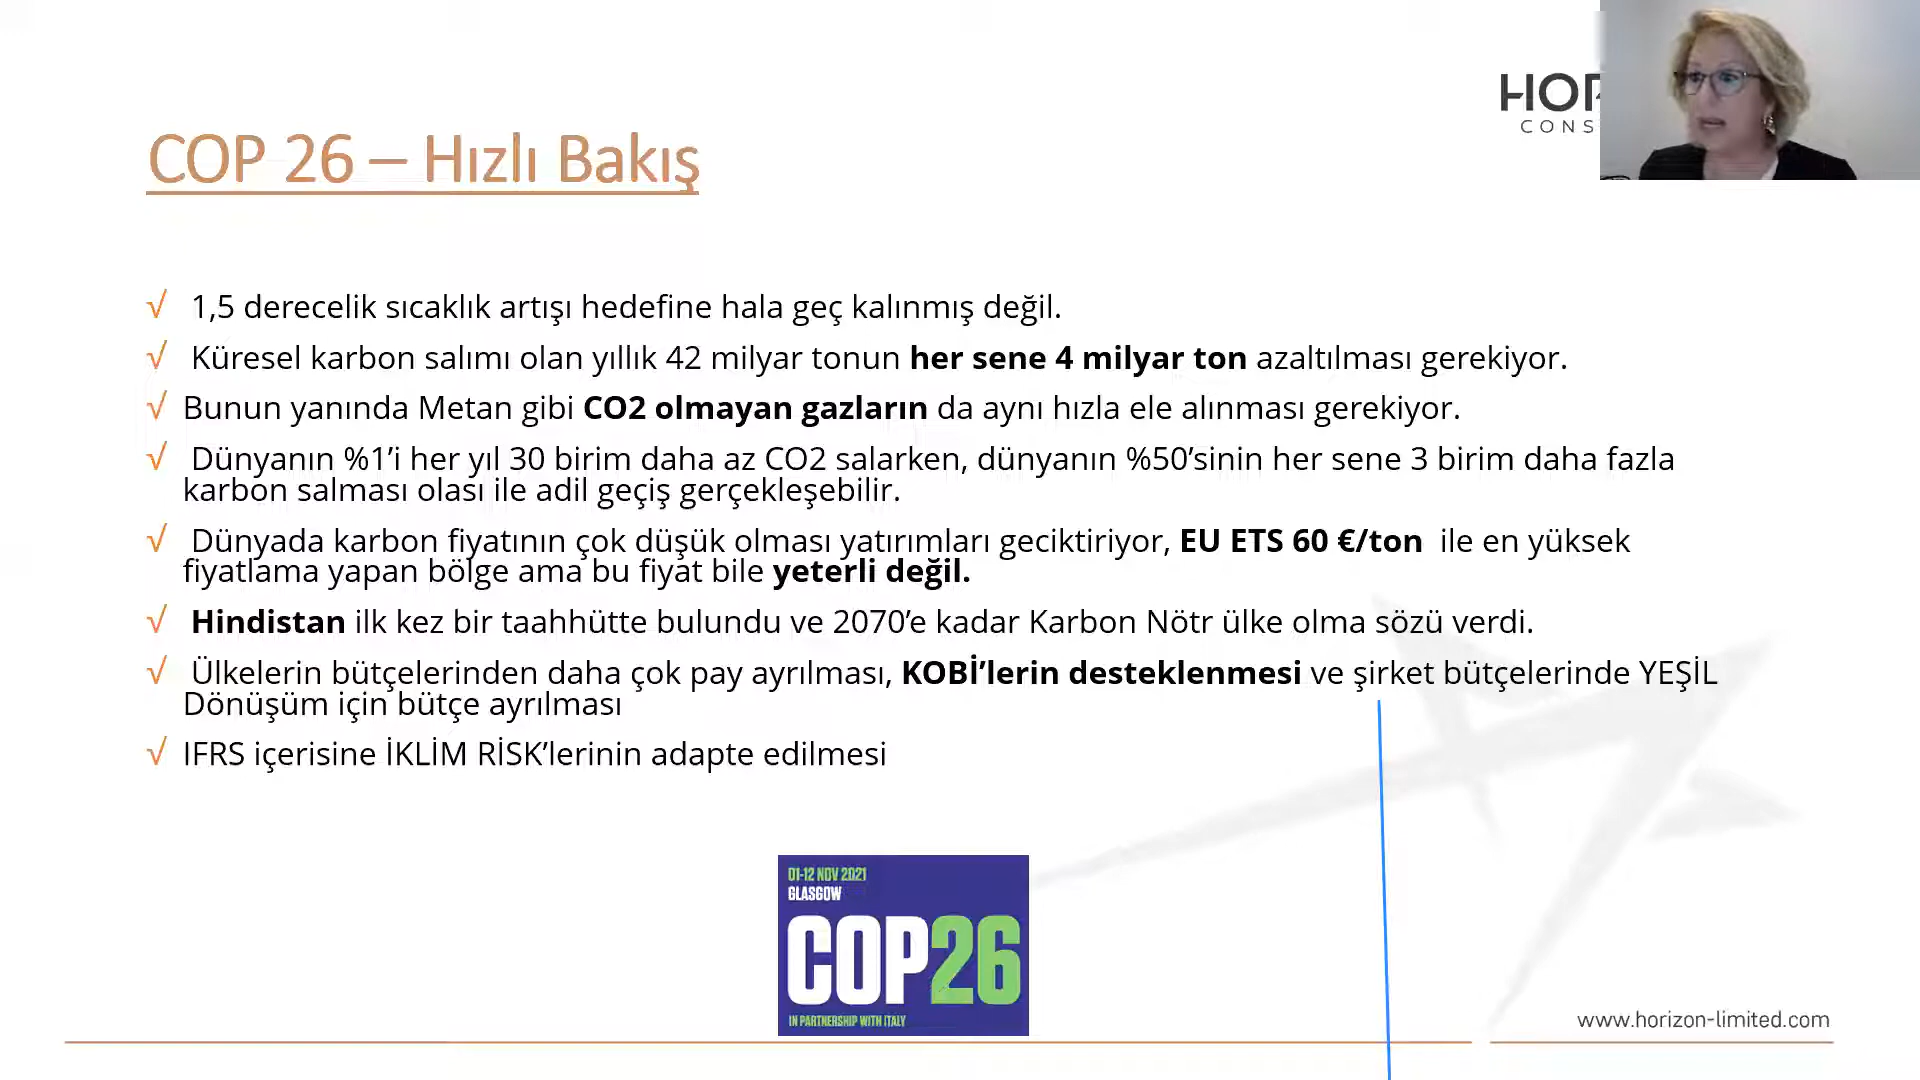 HOR
CONS
COP 26 – Hızlı Bakış
√ 1,5 derecelik sıcaklık artışı hedefine hala geç kalınmış değil.
√ Küresel karbon salımı olan yıllık 42 milyar tonun her sene 4 milyar ton azaltılması gerekiyor.
√ Bunun yanında Metan gibi CO2 olmayan gazların da aynı hızla ele alınması gerekiyor.
√ Dünyanın %1’i her yıl 30 birim daha az CO2 salarken, dünyanın %50’sinin her sene 3 birim daha fazla
karbon salması olası ile adil geçiş gerçekleşebilir.
√ Dünyada karbon fiyatının çok düşük olması yatırımları geciktiriyor, EU ETS 60 €/ton ile en yüksek
fiyatlama yapan bölge ama bu fiyat bile yeterli değil.
√ Hindistan ilk kez bir taahhütte bulundu ve 2070’e kadar Karbon Nötr ülke olma sözü verdi.
√ Ülkelerin bütçelerinden daha çok pay ayrılması, KOBİ’lerin desteklenmesi ve şirket bütçelerinde YEŞİL
Dönüşüm için bütçe ayrılması
√ IFRS içerisine İKLİM RİSK’lerinin adapte edilmesi
01-12 NOV 2021
GLASGOW
COP26
IN PARTNERSHIP WITH ITALY
www.horizon-limited.com